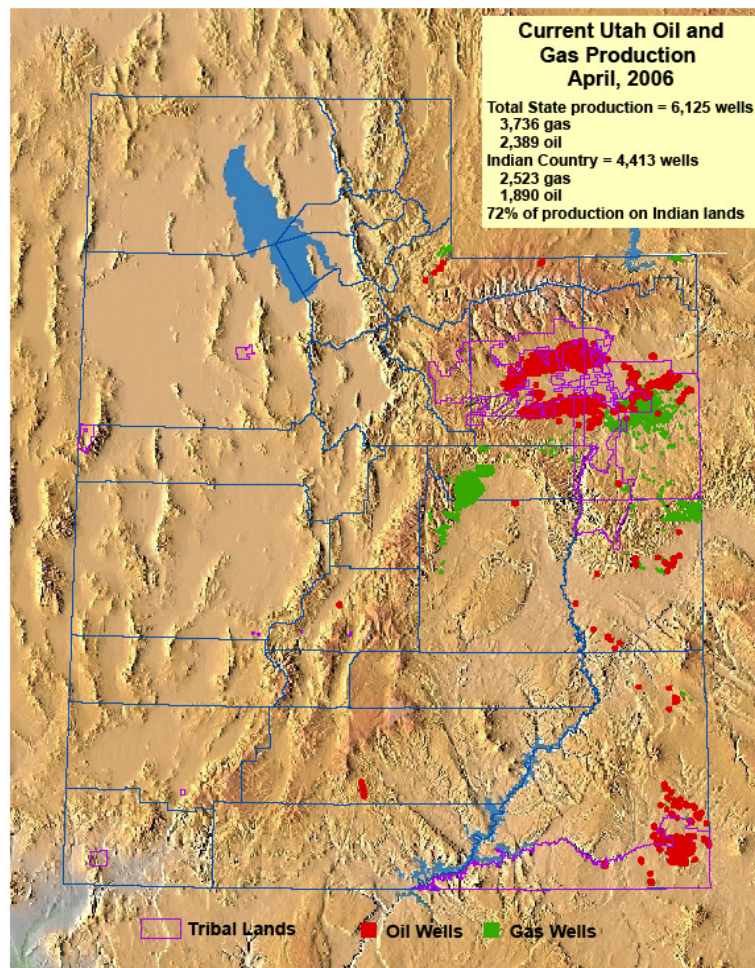 Current Utah Oil and
Gas Production
April, 2006
Total State production = 6,125 wells
3,736 gas
2,389 oil
Indian Country = 4,413 wells
2,523 gas
1,890 oil
72% of production on Indian lands
Tribal Lands
Oil Wells
Gas Wells